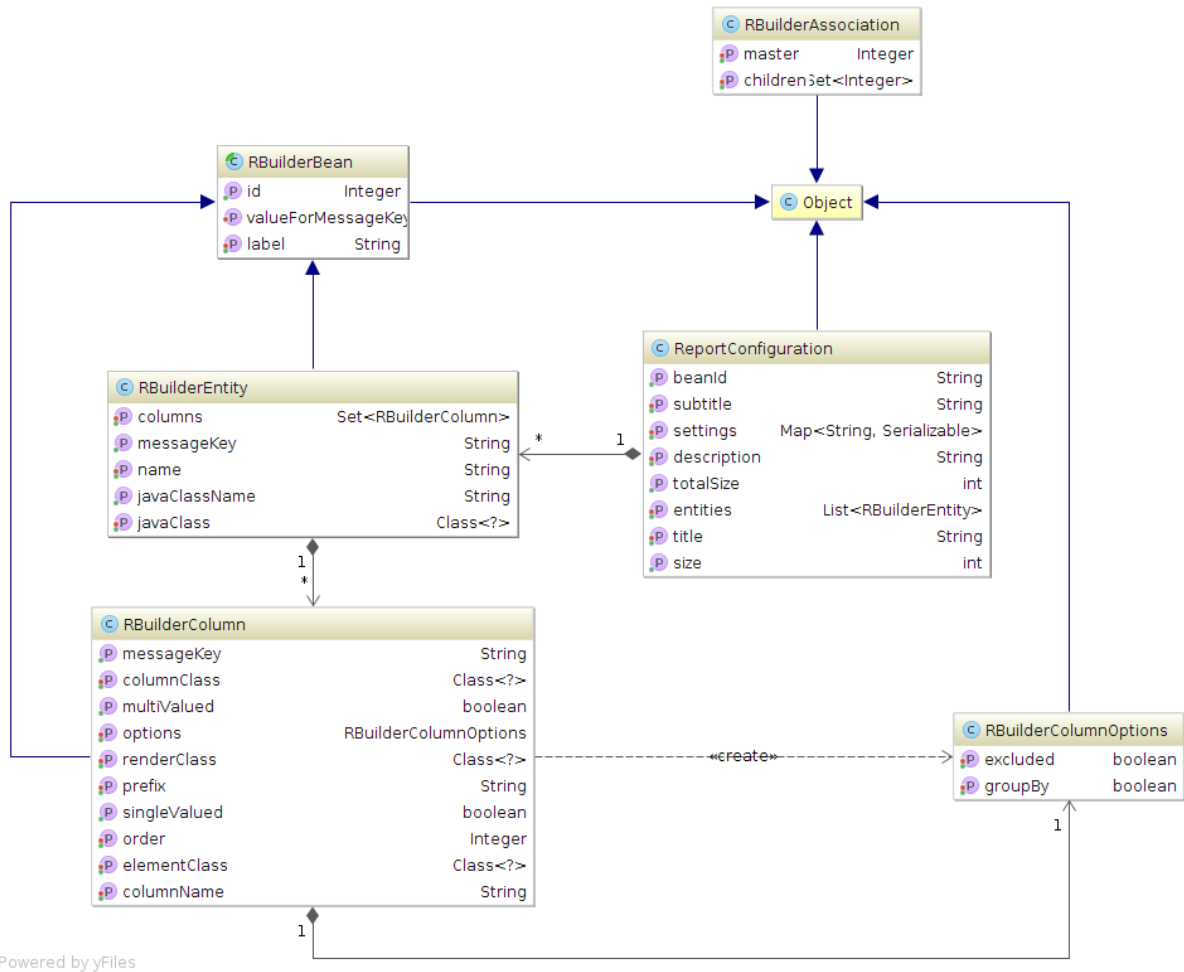 RBuilderAssociation
master Integer
children Set<Integer>
RBuilderBean
id Integer
valueForMessageKey
label String
Object
ReportConfiguration
beanId String
subtitle String
settings Map<String, Serializable>
description String
totalSize int
entities List<RBuilderEntity>
title String
size int
RBuilderEntity
columns Set<RBuilderColumn>
messageKey String
name String
javaClassName String
javaClass Class<?>
* 1
1
*
RBuilderColumn
messageKey String
columnClass Class<?>
multiValued boolean
options RBuilderColumnOptions
renderClass Class<?>
prefix String
singleValued boolean
order Integer
elementClass Class<?>
columnName String
«create»
RBuilderColumnOptions
excluded boolean
groupBy boolean
1
1
Powered by yFiles